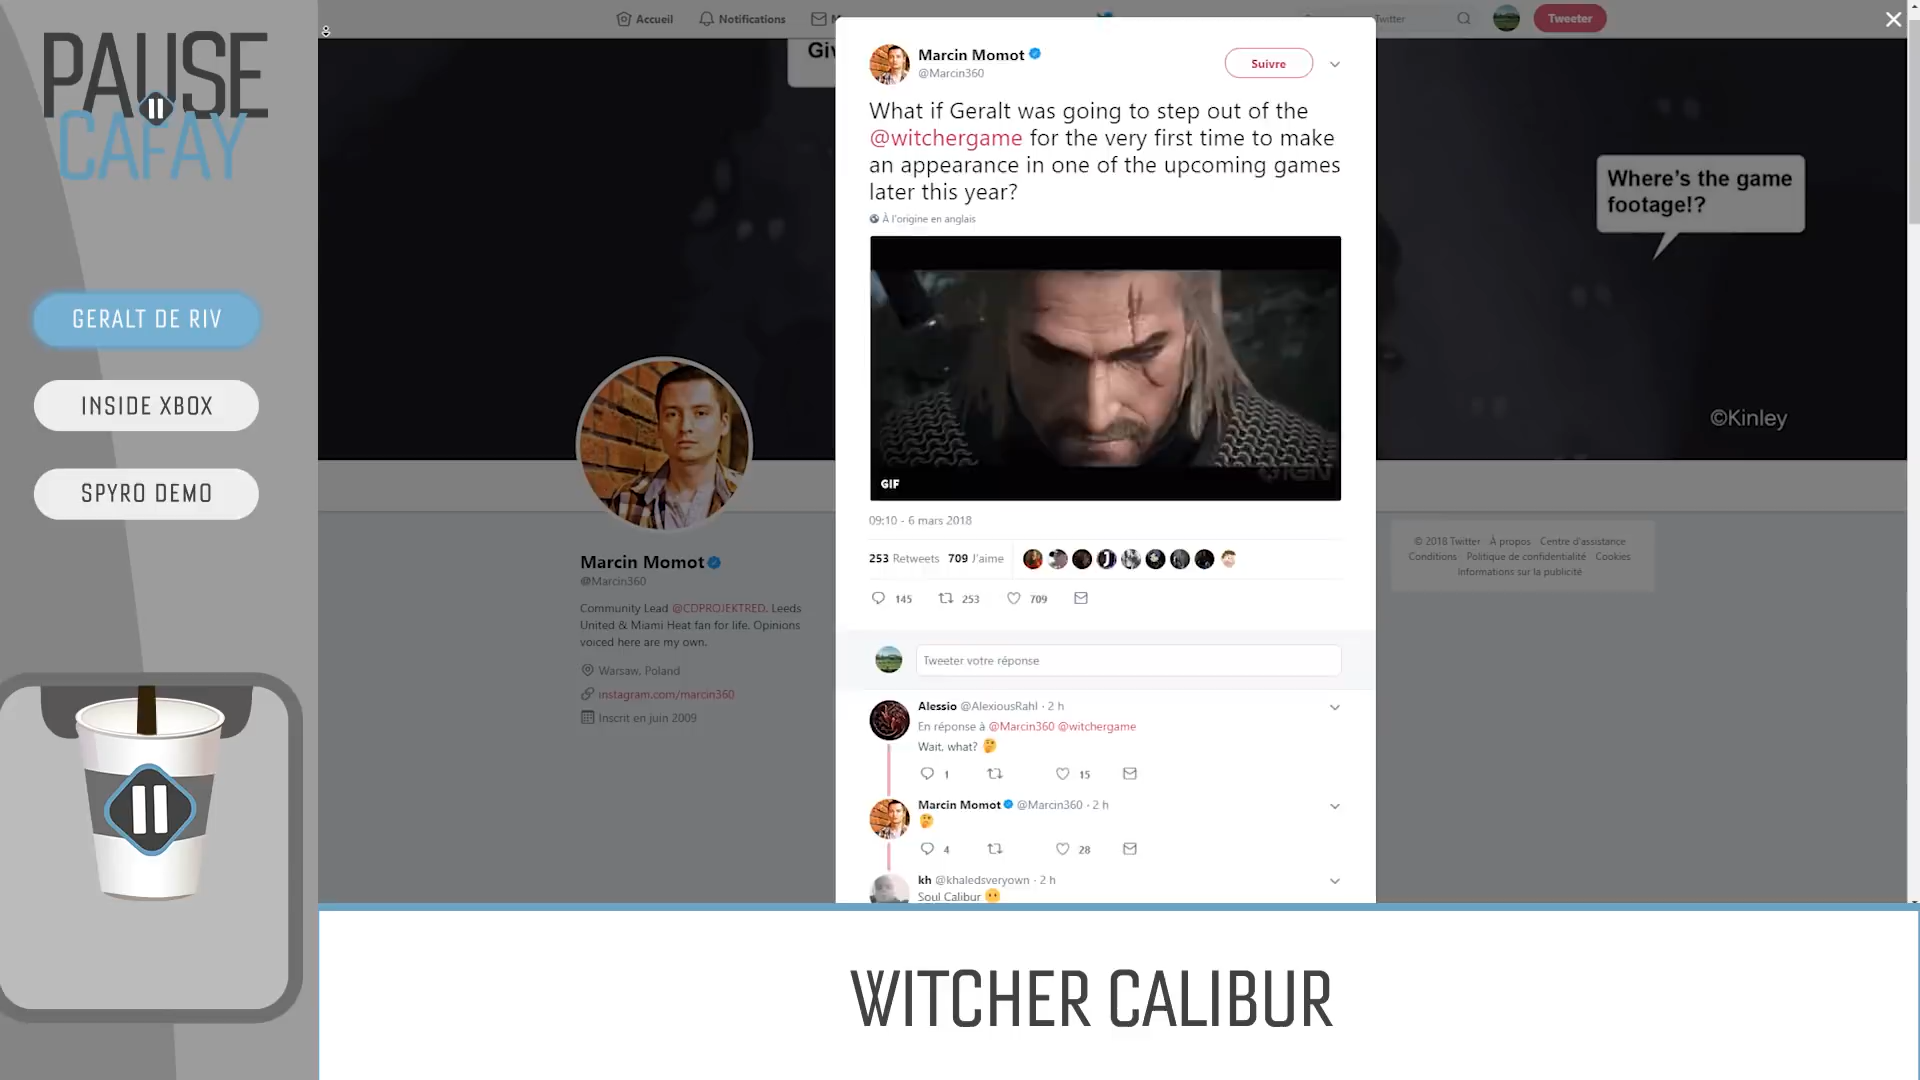 PAUSE
CAFAY
GERALT DE RIV
INSIDE XBOX
SPYRO DEMO
Accueil
Notifications
Twitter
Tweeter
Where's the game
footage!?
©Kinley
Marcin Momot
@Marcin360
Community Lead @CDPROJEKTRED. Leeds
United & Miami Heat fan for life. Opinions
voiced here are my own.
Warsaw, Poland
instagram.com/marcin360
Inscrit en juin 2009
Marcin Momot
@Marcin360
Suivre
What if Geralt was going to step out of the
@witchergame for the very first time to make
an appearance in one of the upcoming games
later this year?
À l'origine en anglais
IGN
GIF
09:10 - 6 mars 2018
253 Retweets 709 J'aime
145 253 709
Tweeter votre réponse
Alessio @AlexiousRahl · 2 h
En réponse à @Marcin360 @witchergame
Wait, what? 🤔
1 15
Marcin Momot @Marcin360 · 2 h
🤔
4 28
kh @khaledsveryown · 2 h
Soul Calibur
© 2018 Twitter À propos Centre d'assistance
Conditions Politique de confidentialité Cookies
Informations sur la publicité
WITCHER CALIBUR